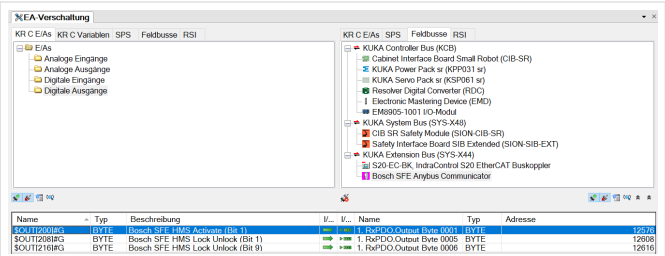 EA-Verschaltung
KR C E/As KR C Variablen SPS Feldbusse RSI
E/As
Analoge Eingänge
Analoge Ausgänge
Digitale Eingänge
Digitale Ausgänge
KR C E/As SPS Feldbusse RSI
KUKA Controller Bus (KCB)
Cabinet Interface Board Small Robot (CIB-SR)
KUKA Power Pack sr (KPP031 sr)
KUKA Servo Pack sr (KSP061 sr)
Resolver Digital Converter (RDC)
Electronic Mastering Device (EMD)
EM8905-1001 I/O-Modul
KUKA System Bus (SYS-X48)
CIB SR Safety Module (SION-CIB-SR)
Safety Interface Board SIB Extended (SION-SIB-EXT)
KUKA Extension Bus (SYS-X44)
S20-EC-BK, IndraControl S20 EtherCAT Buskoppler
Bosch SFE Anybus Communicator
Name Typ Beschreibung I/... I/... Name Typ Adresse
$OUT[200]#G BYTE Bosch SFE HMS Activate (Bit 1) 1. RxPDO.Output Byte 0001 BYTE 12576
$OUT[208]#G BYTE Bosch SFE HMS Lock Unlock (Bit 1) 1. RxPDO.Output Byte 0005 BYTE 12608
$OUT[216]#G BYTE Bosch SFE HMS Lock Unlock (Bit 9) 1. RxPDO.Output Byte 0006 BYTE 12616